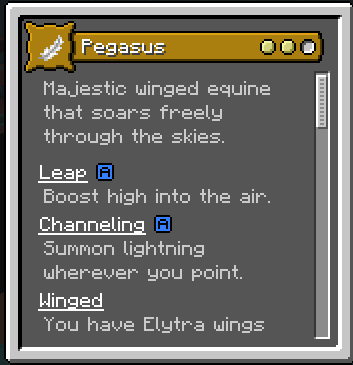 Pegasus
Majestic winged equine
that soars freely
through the skies.
Leap A
Boost high into the air.
Channeling A
Summon lightning
wherever you point.
Winged
You have Elytra wings